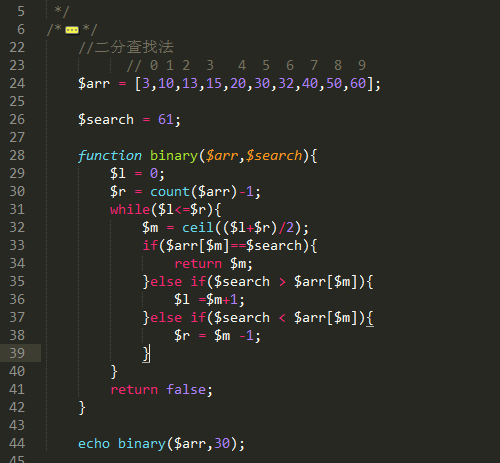 5 */
6 /*⋯*/
22 //二分查找法
23 // 0 1 2 3 4 5 6 7 8 9
24 $arr = [3,10,13,15,20,30,32,40,50,60];
25
26 $search = 61;
27
28 function binary($arr,$search){
29 $l = 0;
30 $r = count($arr)-1;
31 while($l<=$r){
32 $m = ceil(($l+$r)/2);
33 if($arr[$m]==$search){
34 return $m;
35 }else if($search > $arr[$m]){
36 $l =$m+1;
37 }else if($search < $arr[$m]){
38 $r = $m -1;
39 }
40 }
41 return false;
42 }
43
44 echo binary($arr,30);